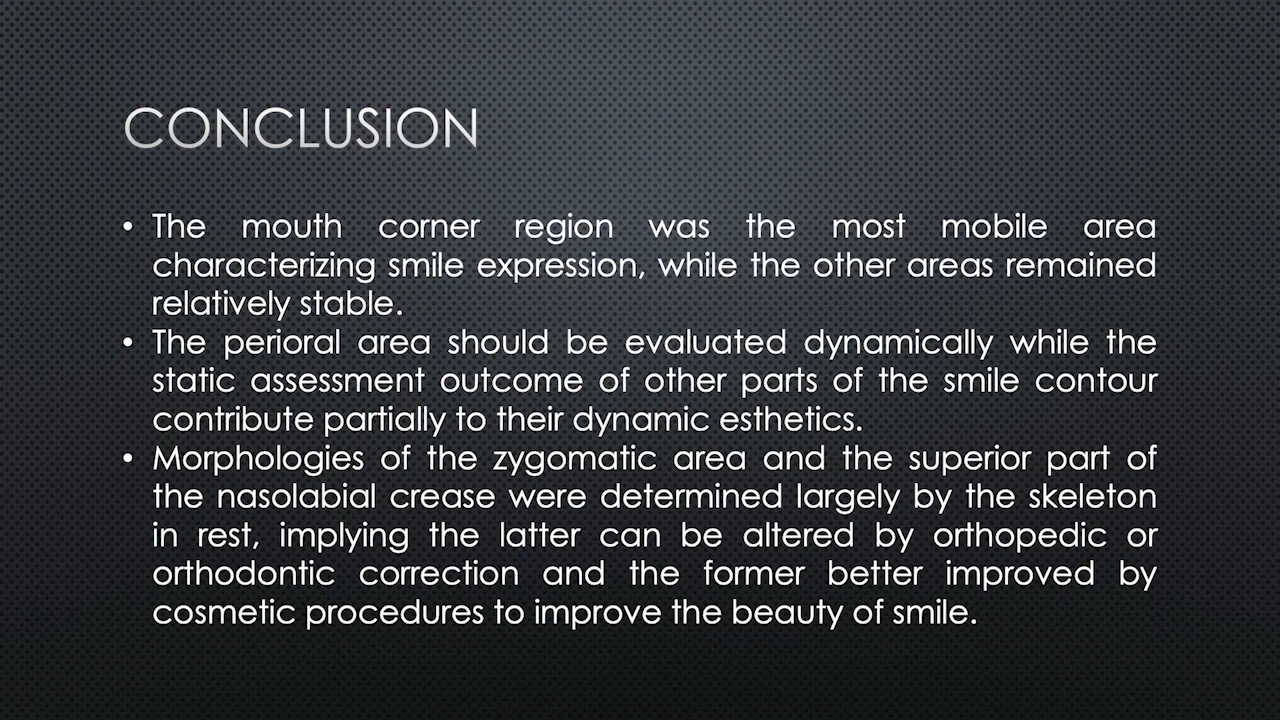 CONCLUSION
• The mouth corner region was the most mobile area
characterizing smile expression, while the other areas remained
relatively stable.
• The perioral area should be evaluated dynamically while the
static assessment outcome of other parts of the smile contour
contribute partially to their dynamic esthetics.
• Morphologies of the zygomatic area and the superior part of
the nasolabial crease were determined largely by the skeleton
in rest, implying the latter can be altered by orthopedic or
orthodontic correction and the former better improved by
cosmetic procedures to improve the beauty of smile.